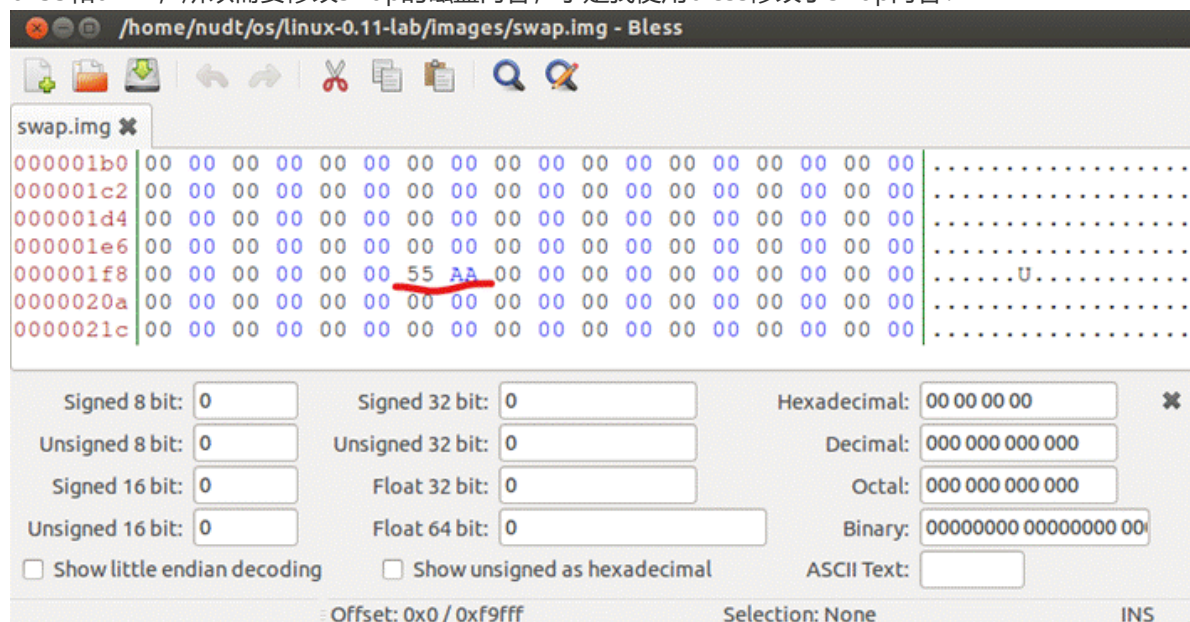 /home/nudt/os/linux-0.11-lab/images/swap.img - Bless
swap.img
000001b0 00 00 00 00 00 00 00 00 00 00 00 00 00 00 00 00 00 00 ..................
000001c2 00 00 00 00 00 00 00 00 00 00 00 00 00 00 00 00 00 00 ..................
000001d4 00 00 00 00 00 00 00 00 00 00 00 00 00 00 00 00 00 00 ..................
000001e6 00 00 00 00 00 00 00 00 00 00 00 00 00 00 00 00 00 00 ..................
000001f8 00 00 00 00 00 00 55 AA 00 00 00 00 00 00 00 00 00 00 ......U...........
0000020a 00 00 00 00 00 00 00 00 00 00 00 00 00 00 00 00 00 00 ..................
0000021c 00 00 00 00 00 00 00 00 00 00 00 00 00 00 00 00 00 00 ..................
Signed 8 bit: 0 Signed 32 bit: 0 Hexadecimal: 00 00 00 00
Unsigned 8 bit: 0 Unsigned 32 bit: 0 Decimal: 000 000 000 000
Signed 16 bit: 0 Float 32 bit: 0 Octal: 000 000 000 000
Unsigned 16 bit: 0 Float 64 bit: 0 Binary: 00000000 00000000 00
Show little endian decoding Show unsigned as hexadecimal ASCII Text:
Offset: 0x0 / 0xf9fff Selection: None INS